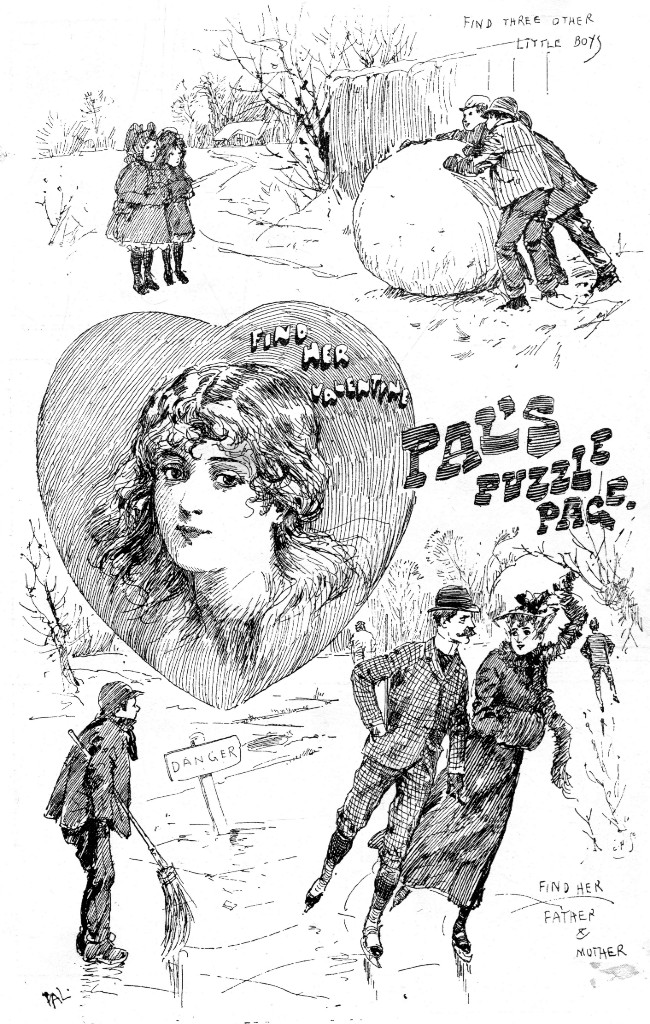 FIND THREE OTHER
LITTLE BOYS
FIND
HER
VALENTINE
PAL'S
PUZZLE
PAGE.
DANGER
FIND HER
FATHER
&
MOTHER
PAL.